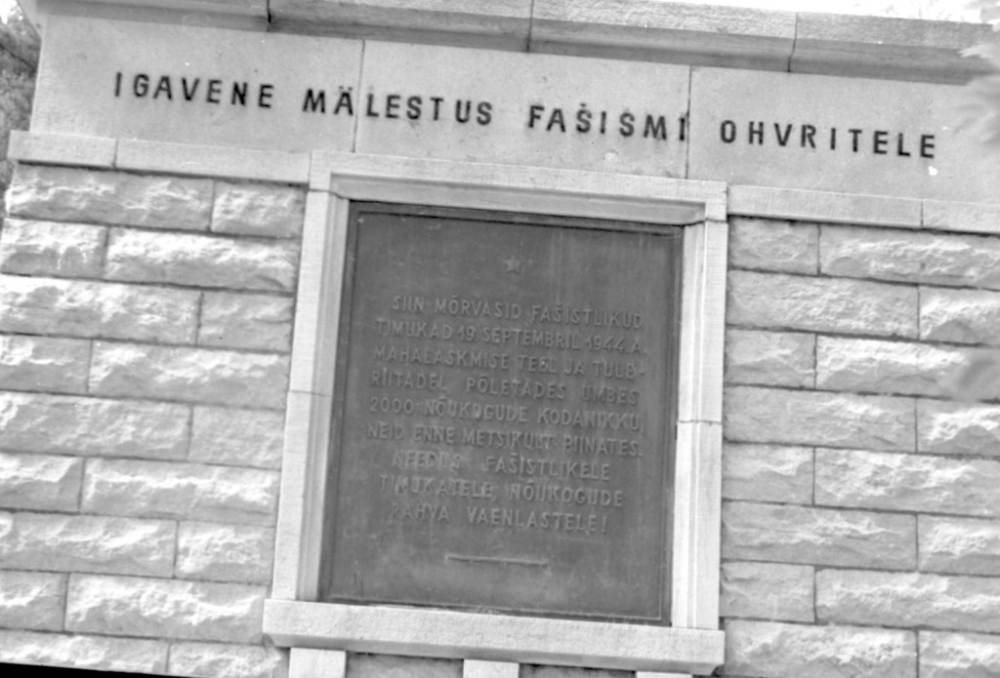 IGAVENE MÄLESTUS FAŠISMI OHVRITELE
SIIN MÕRVASID FAŠISTLIKUD
TIMUKAD 19 SEPTEMBRIL 1944. A.
MAHALASKMISE TEEL JA TULE-
RIITADEL PÕLETADES UMBES
2000 NÕUKOGUDE KODANIKKU,
NEID ENNE METSIKULT PIINATES.
NEEDUS FAŠISTLIKELE
TIMUKATELE, NÕUKOGUDE
RAHVA VAENLASTELE!